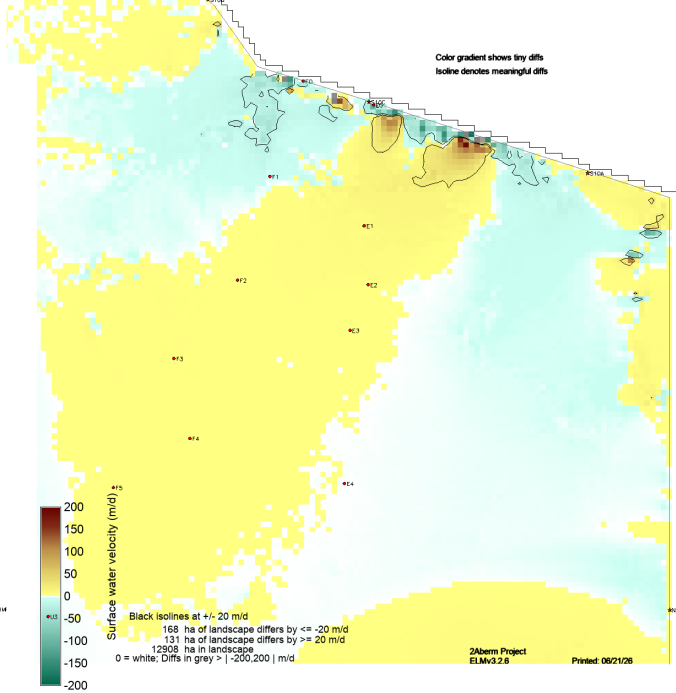 Color gradient shows tiny diffs
Isoline denotes meaningful diffs
F0
S10A
F1
E1
F2
E2
E3
F3
F4
E4
F5
200
150
100
50
0
-50
-100
-150
-200
U3
Surface water velocity (m/d)
Black isolines at +/- 20 m/d
168 ha of landscape differs by <= -20 m/d
131 ha of landscape differs by >= 20 m/d
12908 ha in landscape
0 = white; Diffs in grey > | -200,200 | m/d
2Aberm Project
ELMv3.2.6
Printed: 06/21/26